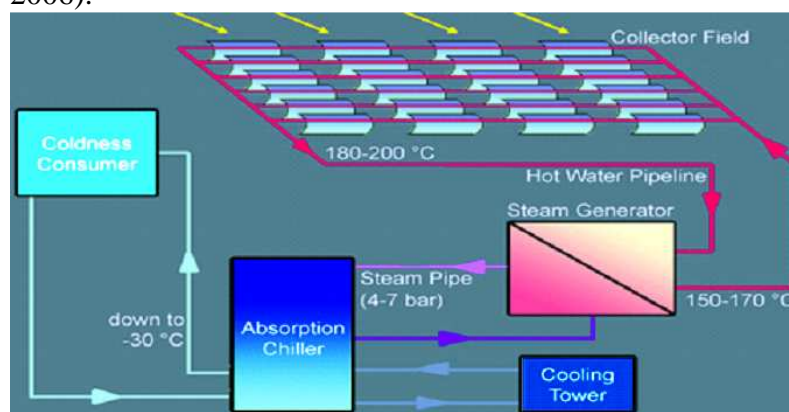 2006).
Collector Field
Coldness
Consumer
180-200 °C
Hot Water Pipeline
Steam Generator
Steam Pipe
(4-7 bar)
150-170 °C
down to
-30 °C
Absorption
Chiller
Cooling
Tower